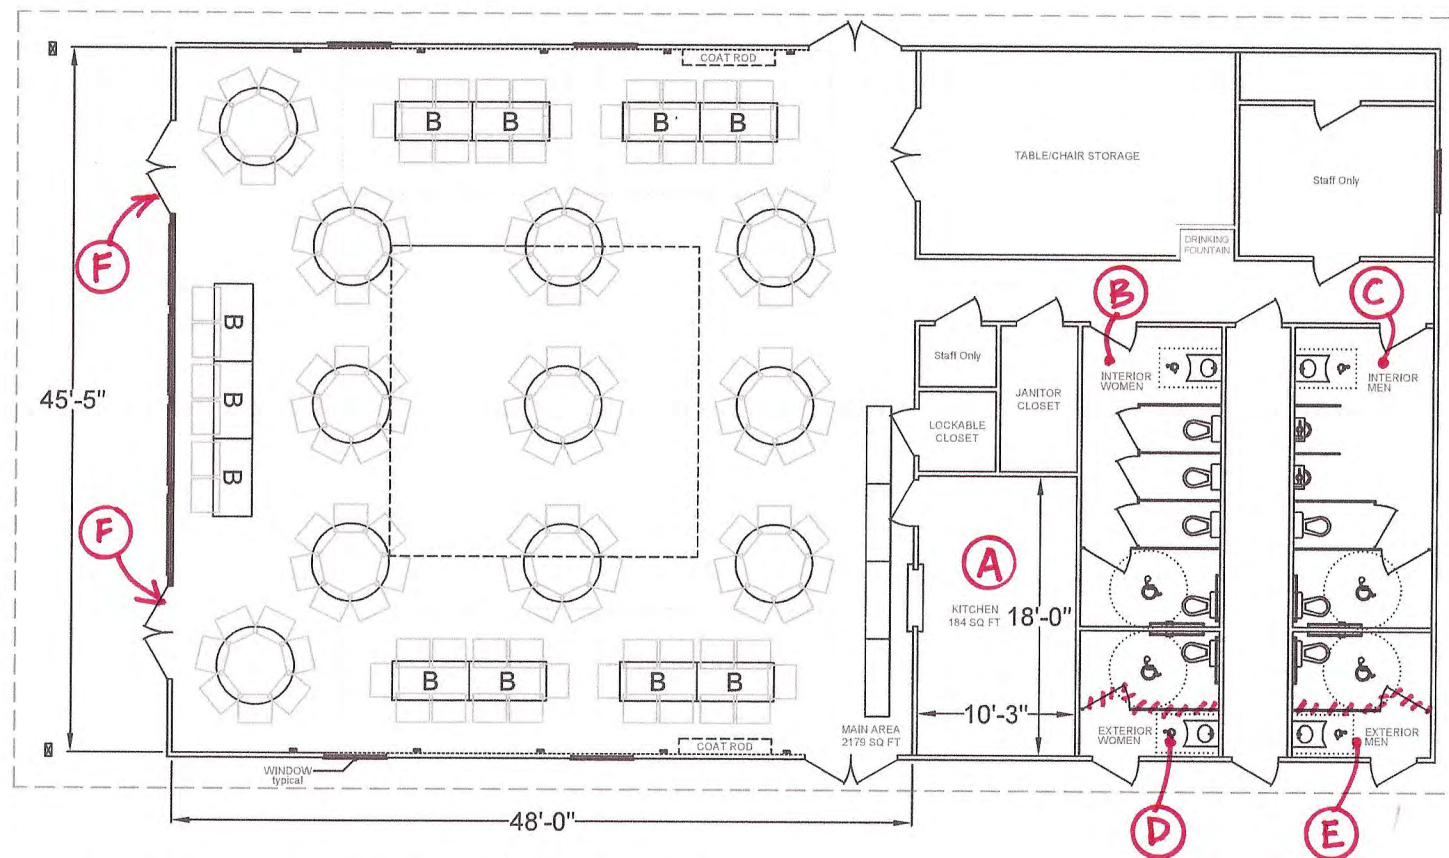 COAT ROD
B
B
B
B
TABLE/CHAIR STORAGE
Staff Only
DRINKING
FOUNTAIN
F
B
C
B
B
B
45'-5"
Staff Only
JANITOR
CLOSET
LOCKABLE
CLOSET
INTERIOR
WOMEN
INTERIOR
MEN
F
A
KITCHEN
184 SQ FT
18'-0"
10'-3"
B
B
B
B
MAIN AREA
2179 SQ FT
EXTERIOR
WOMEN
EXTERIOR
MEN
COAT ROD
WINDOW
typical
48'-0"
D
E